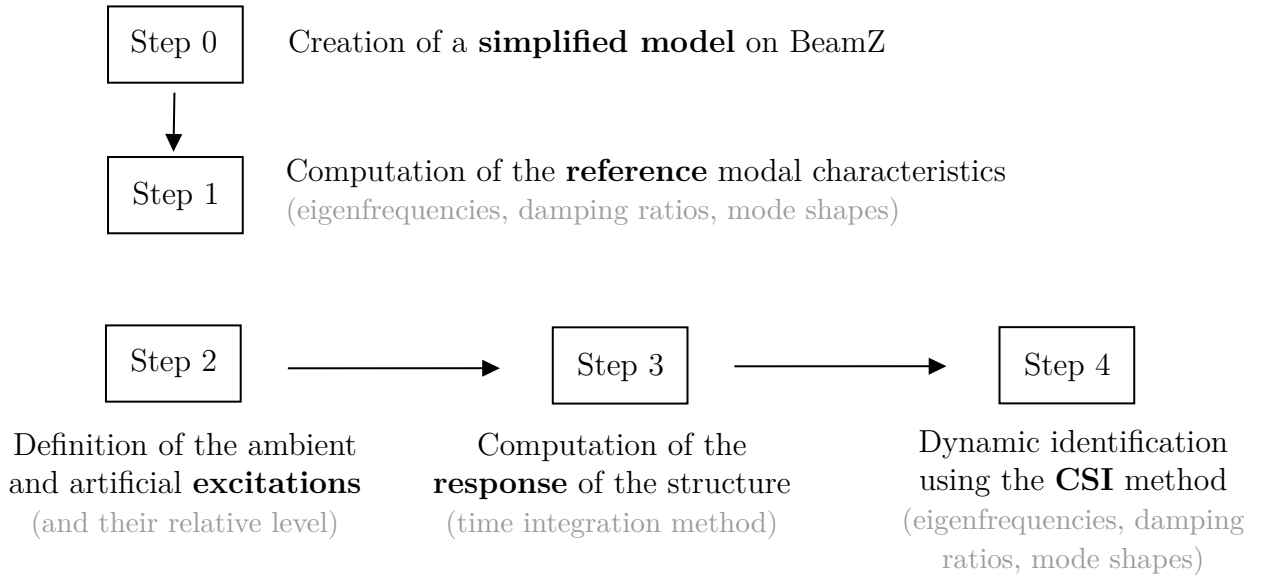 Step 0
Creation of a simplified model on BeamZ
Step 1
Computation of the reference modal characteristics
(eigenfrequencies, damping ratios, mode shapes)
Step 2
Definition of the ambient
and artificial excitations
(and their relative level)
Step 3
Computation of the
response of the structure
(time integration method)
Step 4
Dynamic identification
using the CSI method
(eigenfrequencies, damping
ratios, mode shapes)